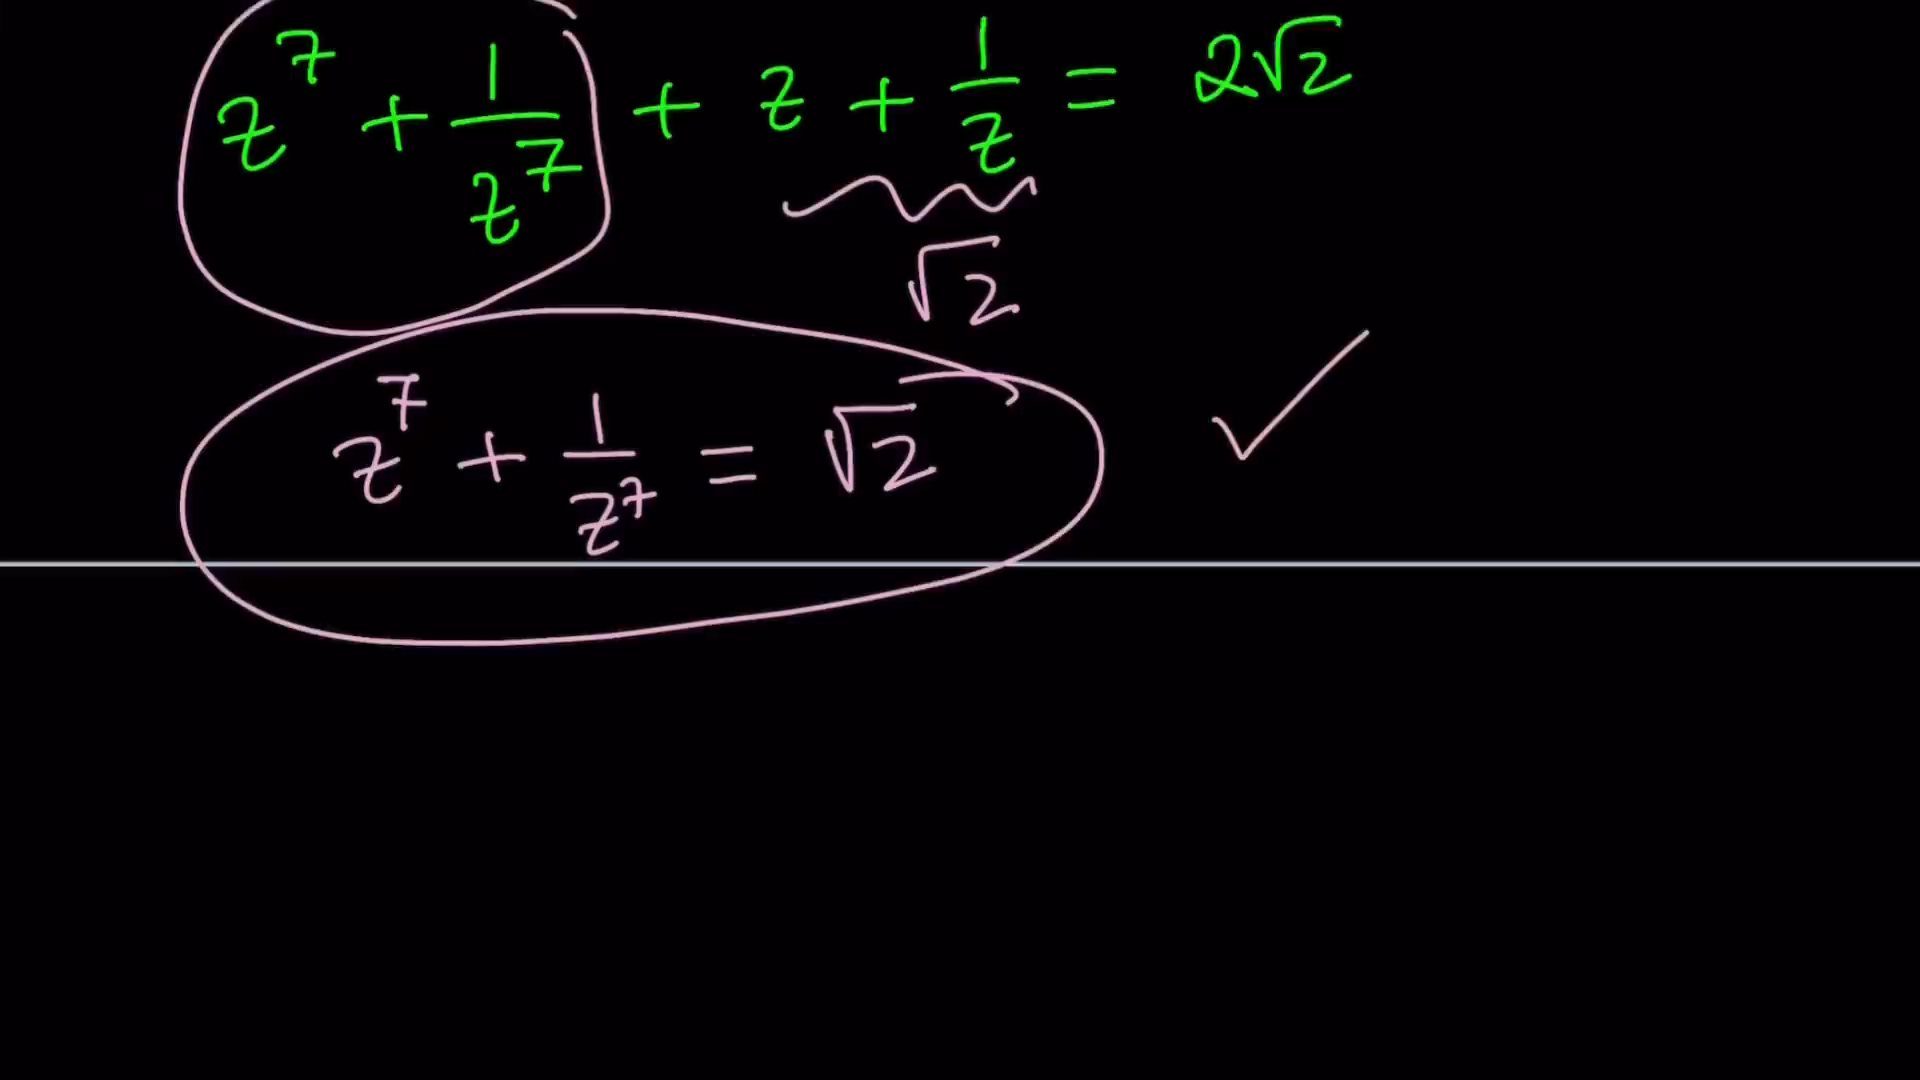 z^7 + 1/z^7 + z + 1/z = 2√2
√2
z^7 + 1/z^7 = √2 ✓